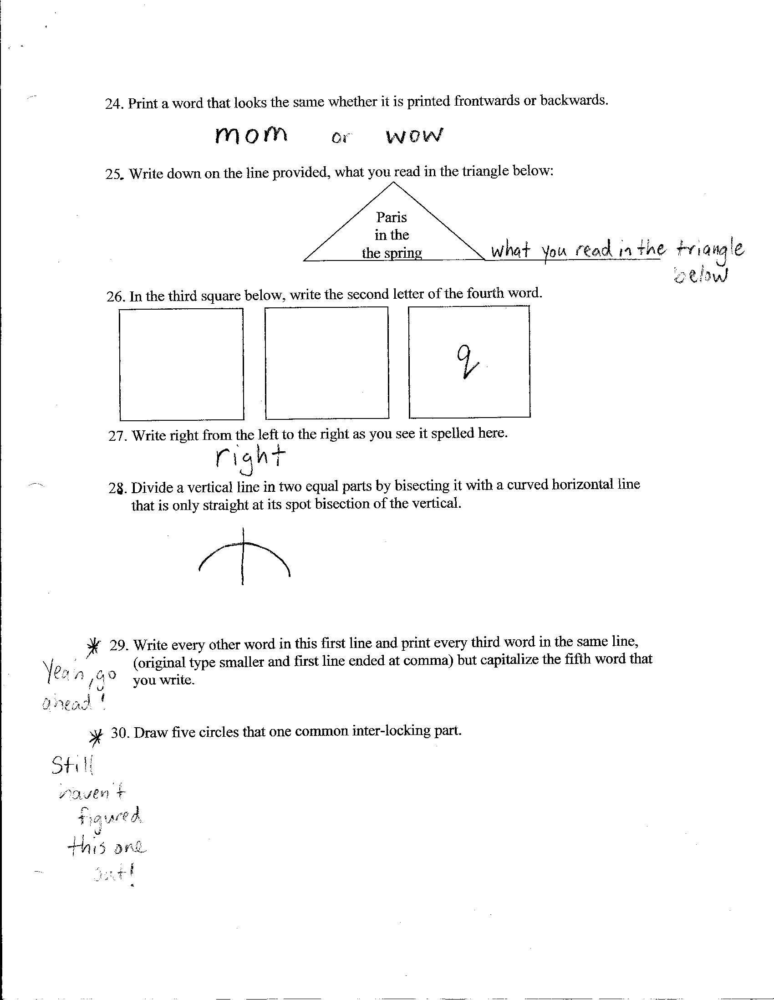 24. Print a word that looks the same whether it is printed frontwards or backwards.
mom or wow
25. Write down on the line provided, what you read in the triangle below:
Paris
in the
the spring
what you read in the triangle
below
26. In the third square below, write the second letter of the fourth word.
q
27. Write right from the left to the right as you see it spelled here.
right
28. Divide a vertical line in two equal parts by bisecting it with a curved horizontal line
that is only straight at its spot bisection of the vertical.
* 29. Write every other word in this first line and print every third word in the same line,
(original type smaller and first line ended at comma) but capitalize the fifth word that
you write.
Yeah, go
ahead!
* 30. Draw five circles that one common inter-locking part.
Still
haven't
figured
this one
out!